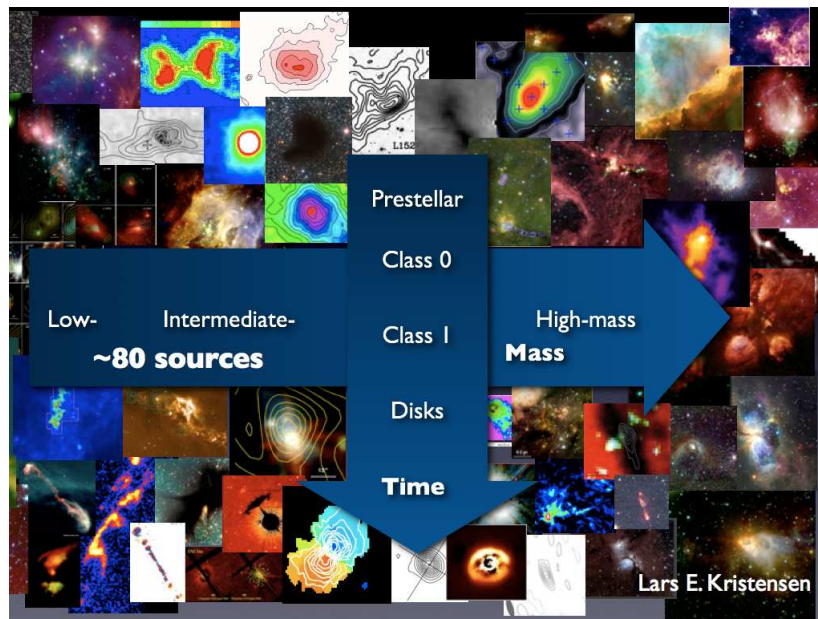 L152
Prestellar
Class 0
Low-
Intermediate-
High-mass
Class 1
~80 sources
Mass
Disks
Time
Lars E. Kristensen